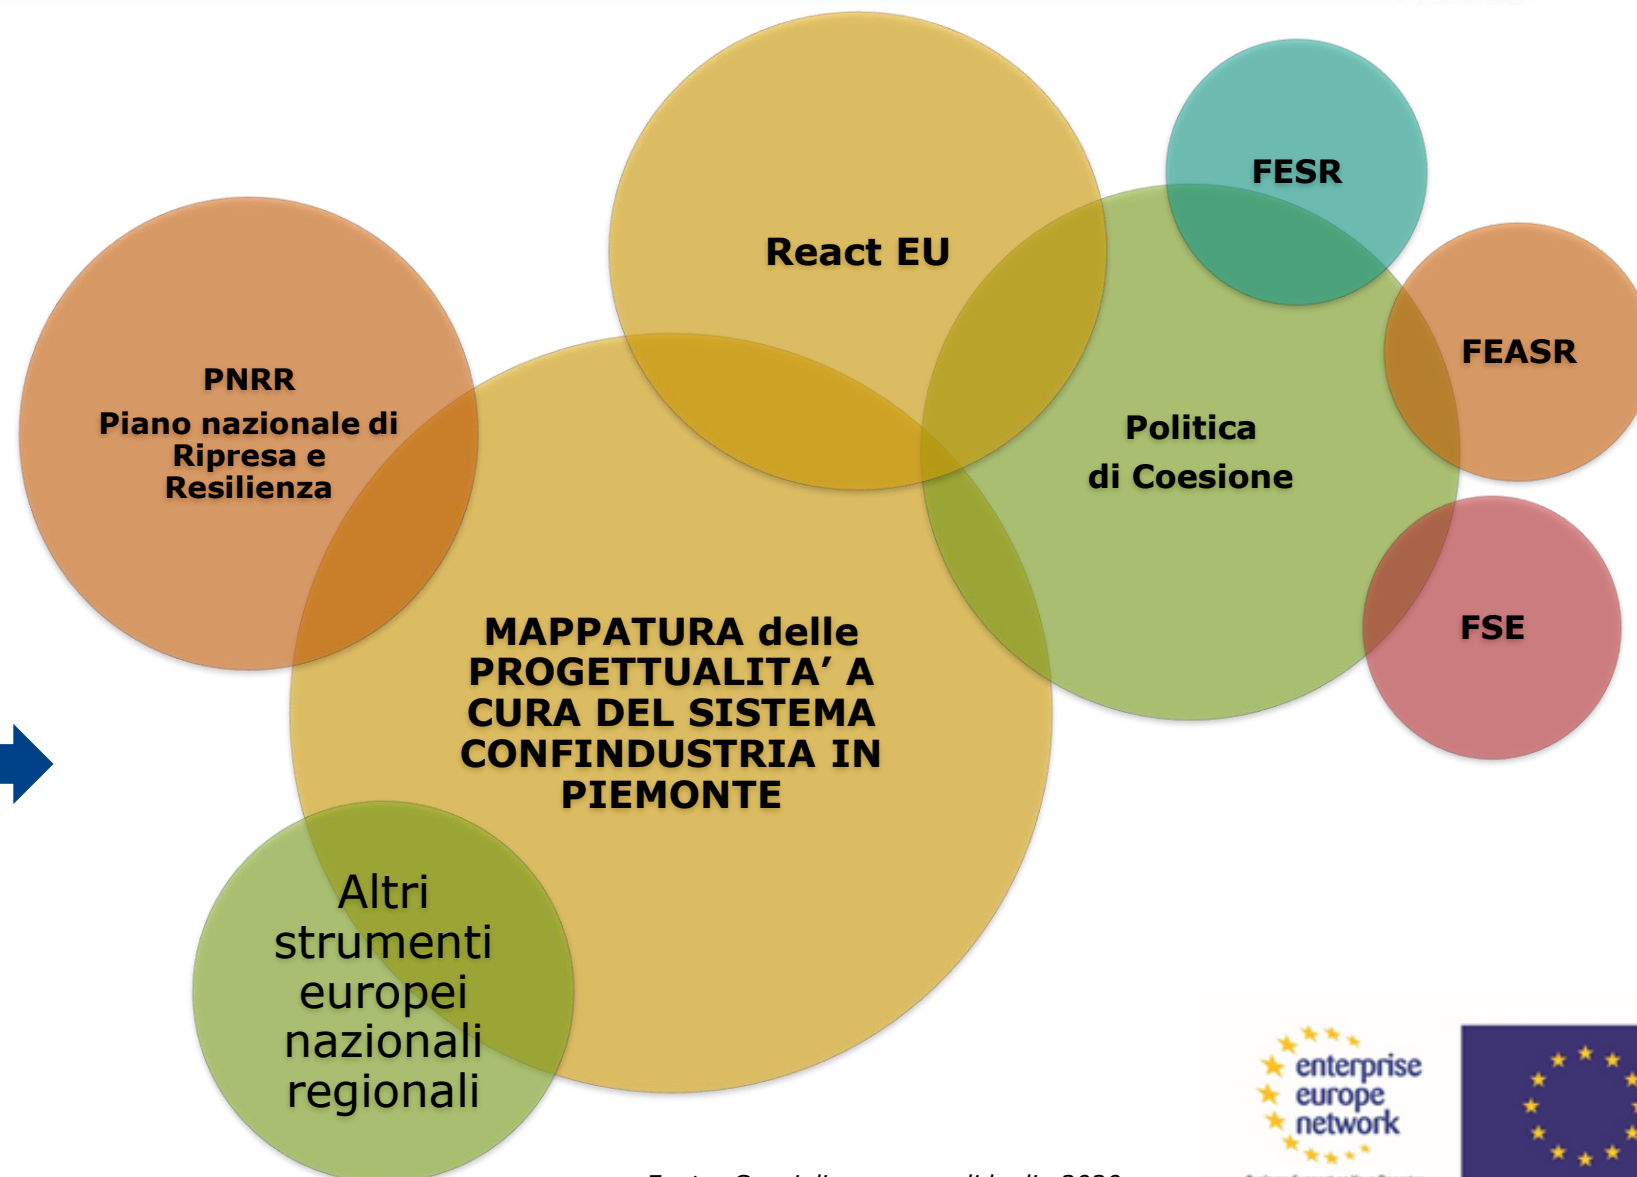 React EU
FESR
FEASR
PNRR
Piano nazionale di
Ripresa e
Resilienza
Politica
di Coesione
FSE
MAPPATURA delle
PROGETTUALITA’ A
CURA DEL SISTEMA
CONFINDUSTRIA IN
PIEMONTE
Altri
strumenti
europei
nazionali
regionali
enterprise
europe
network